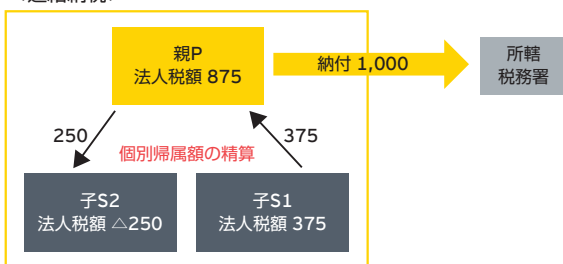 親P
法人税額 875
納付 1,000
所轄
税務署
250
375
個別帰属額の精算
子S2
法人税額 △250
子S1
法人税額 375